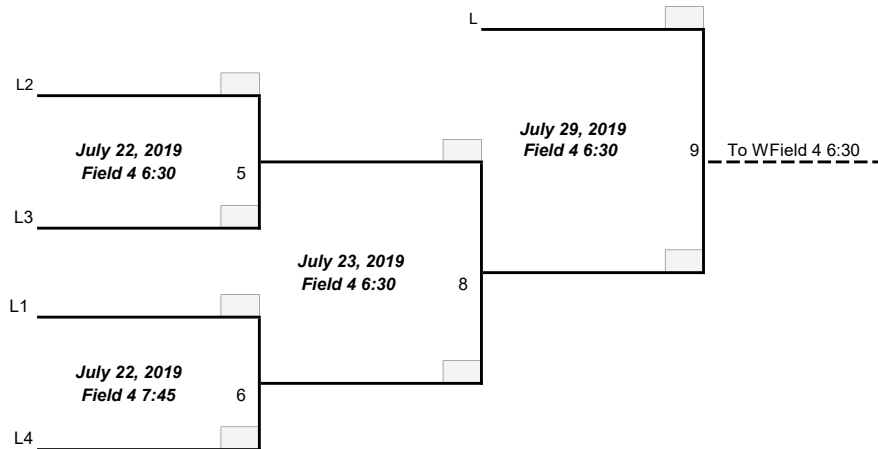 L
L2
July 29, 2019
Field 4 6:30
9
To WField 4 6:30
July 22, 2019
Field 4 6:30
5
L3
July 23, 2019
Field 4 6:30
8
L1
July 22, 2019
Field 4 7:45
6
L4